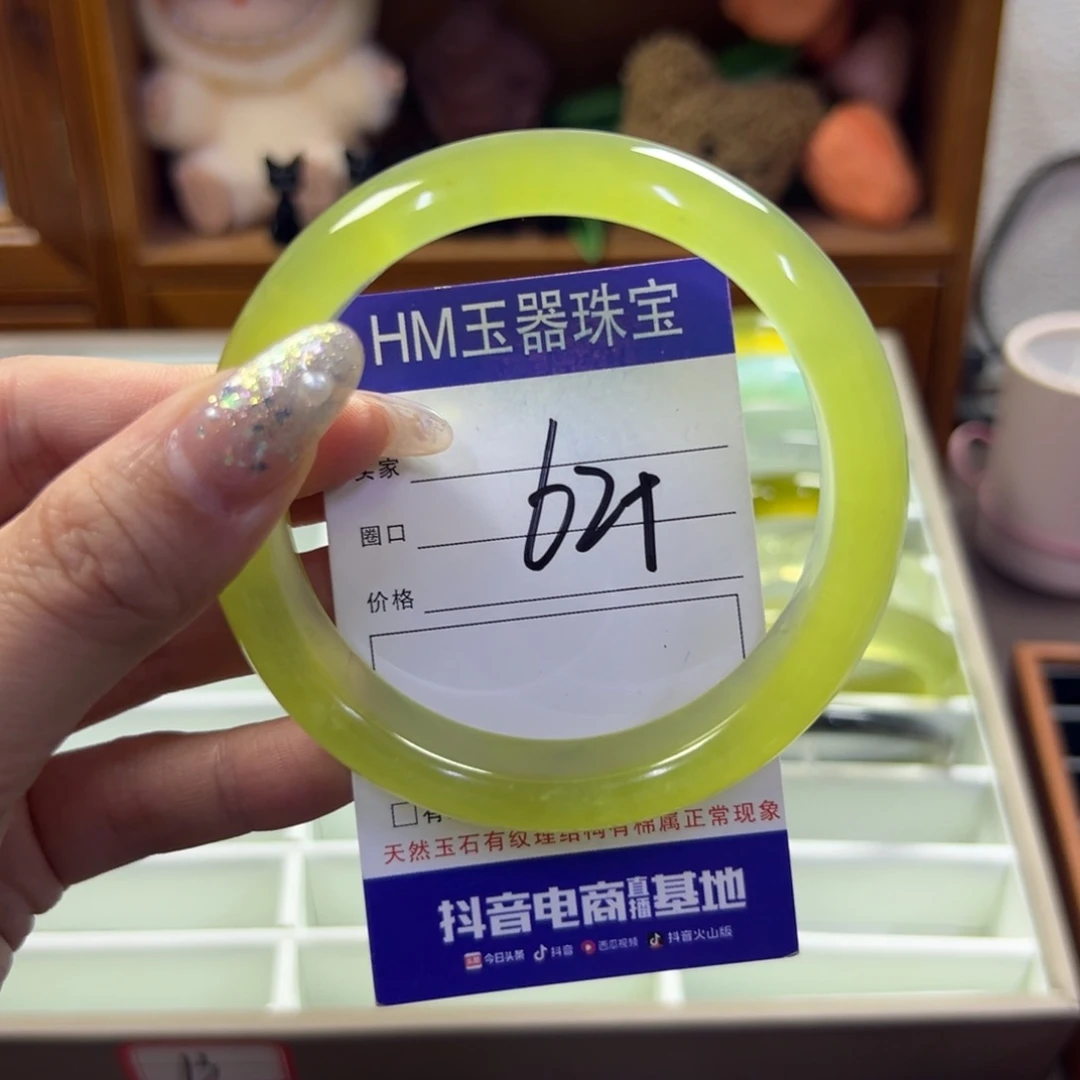 HM玉器珠宝
家
圈口
624
价格
□有
天然玉石有纹理结构有棉属正常现象
抖音电商直播基地
今日头条 抖音 西瓜视频 抖音火山版